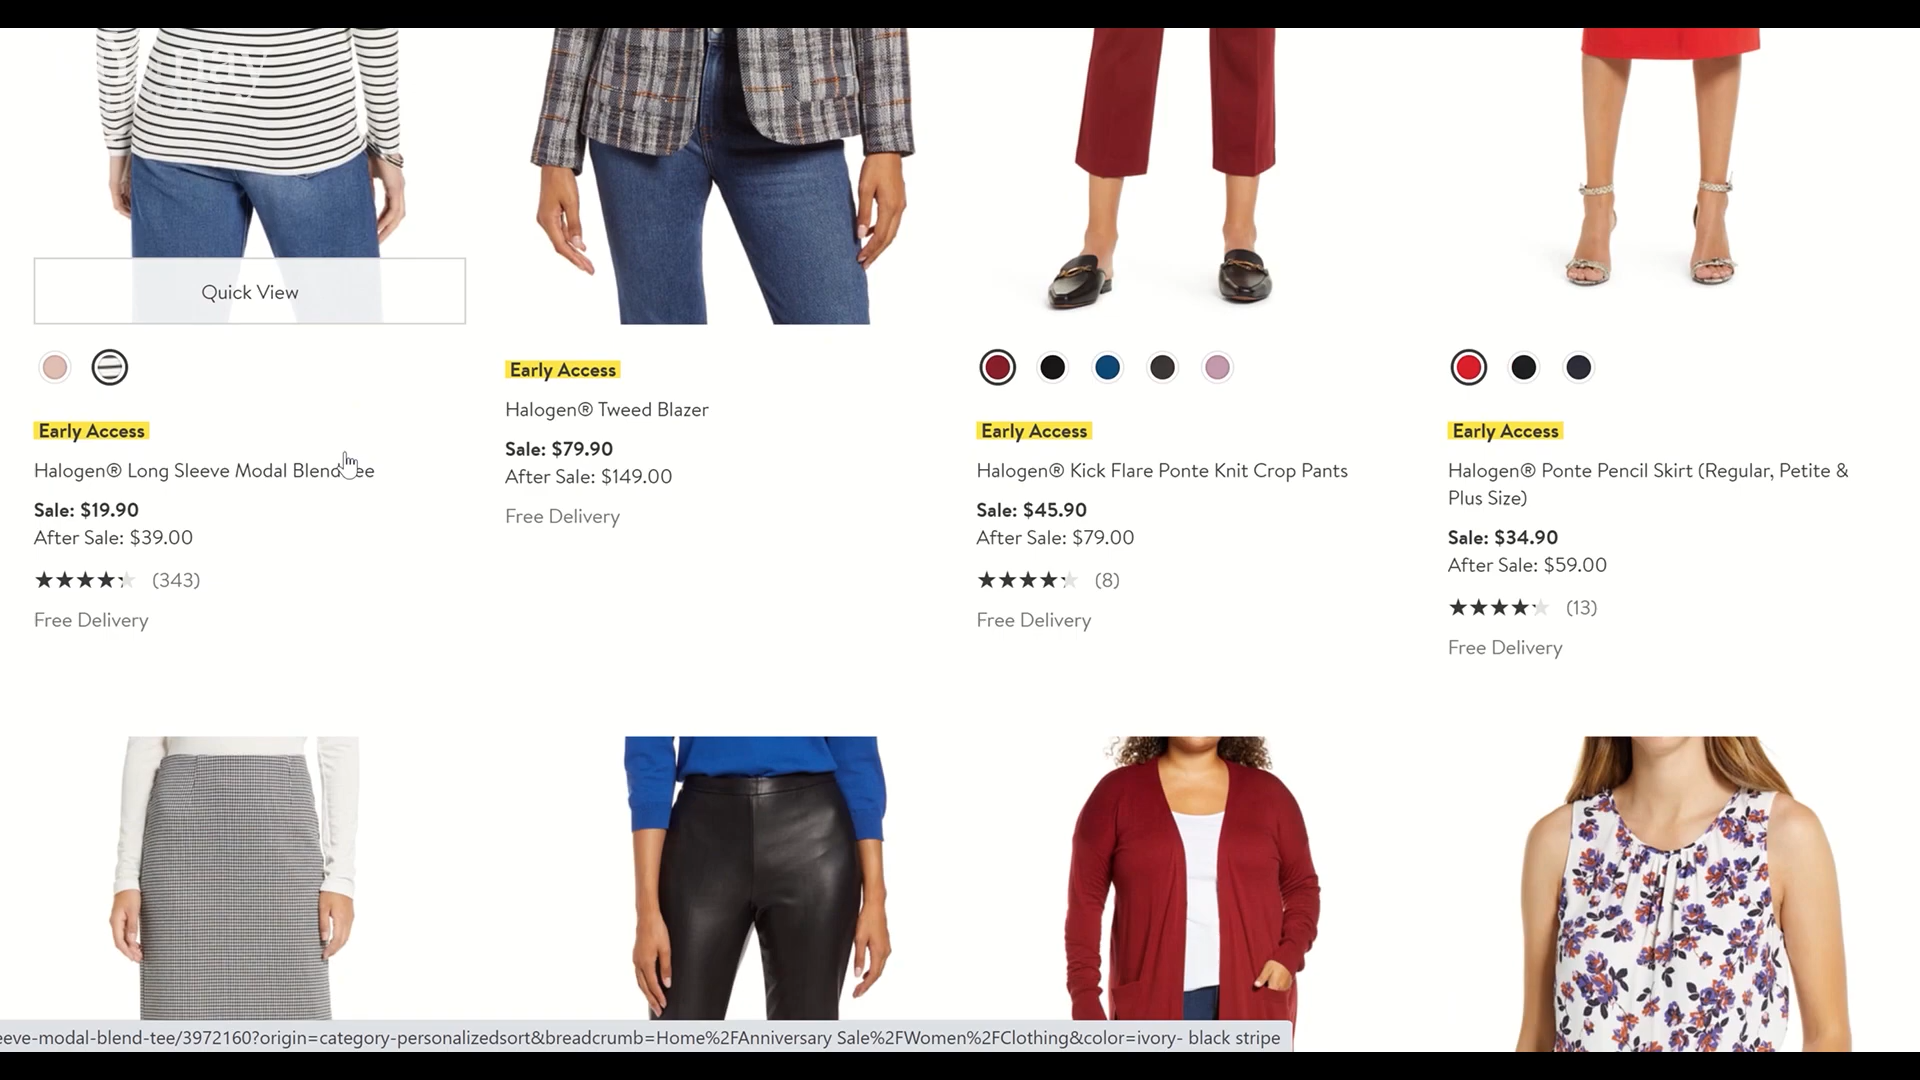 Quick View
Early Access
Halogen® Long Sleeve Modal Blend Tee
Sale: $19.90
After Sale: $39.00
(343)
Free Delivery
Early Access
Halogen® Tweed Blazer
Sale: $79.90
After Sale: $149.00
Free Delivery
Early Access
Halogen® Kick Flare Ponte Knit Crop Pants
Sale: $45.90
After Sale: $79.00
(8)
Free Delivery
Early Access
Halogen® Ponte Pencil Skirt (Regular, Petite &
Plus Size)
Sale: $34.90
After Sale: $59.00
(13)
Free Delivery
eeve-modal-blend-tee/3972160?origin=category-personalizedsort&breadcrumb=Home%2FAnniversary Sale%2FWomen%2FClothing&color=ivory- black stripe